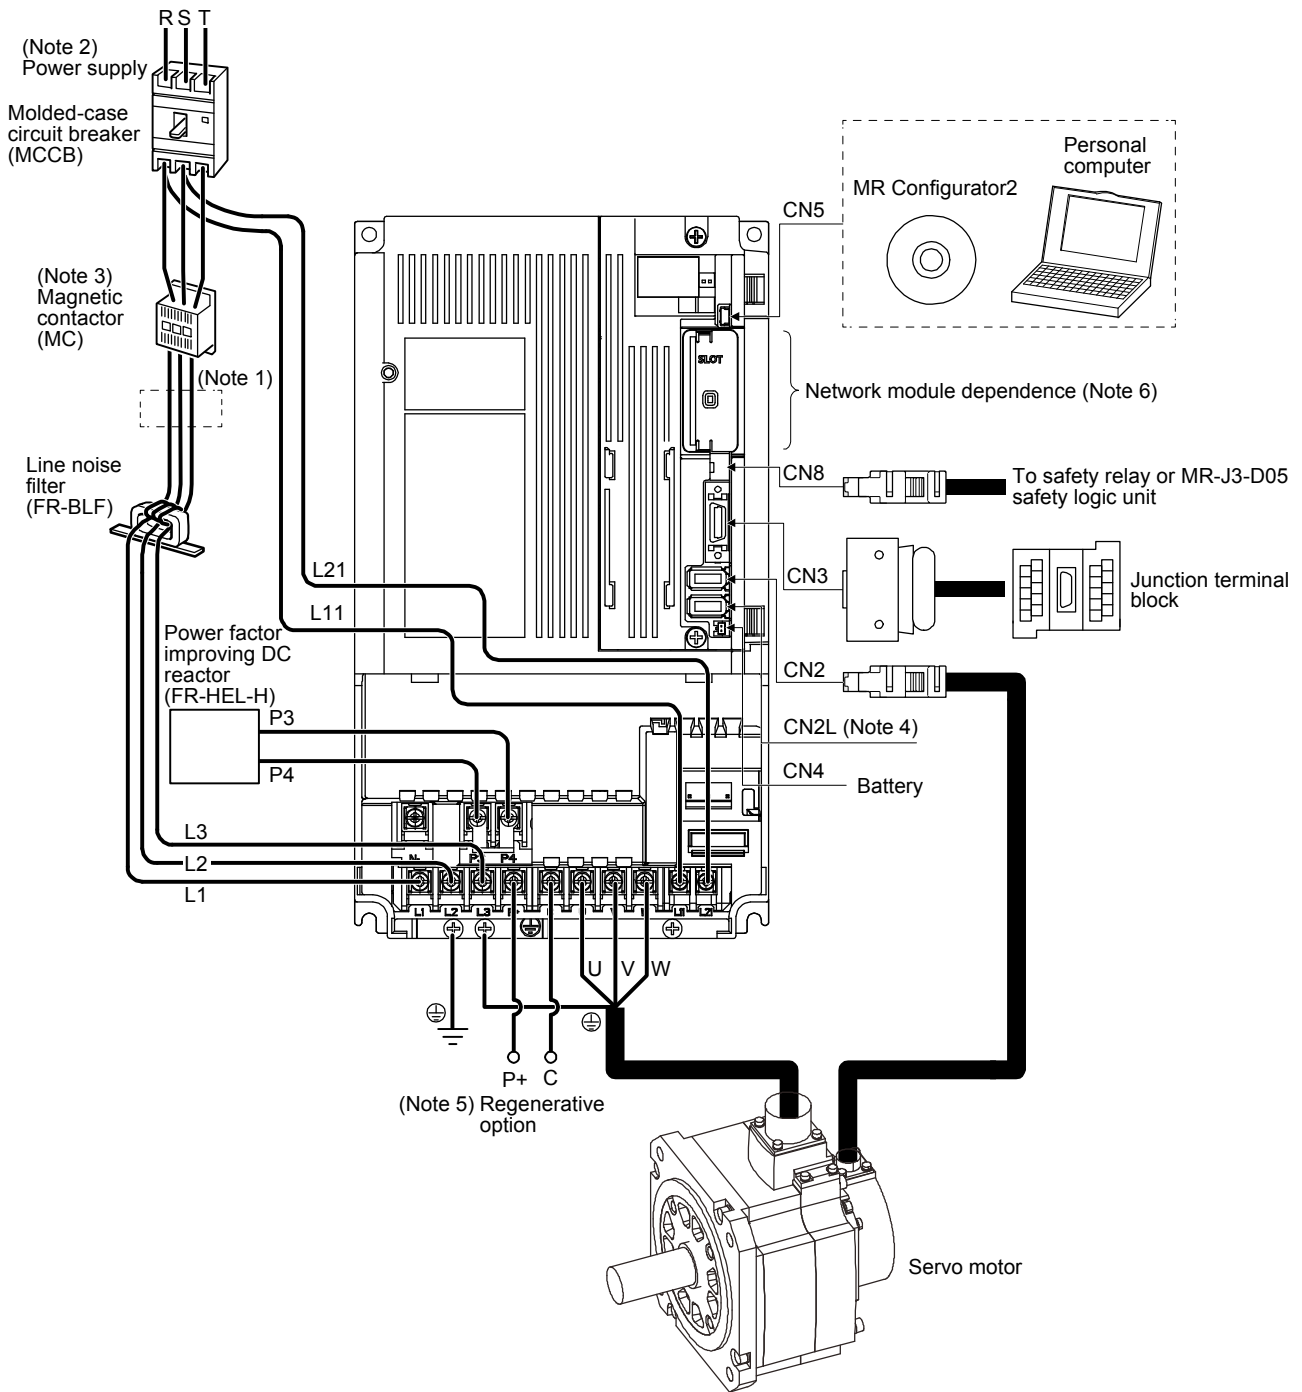 R S T
(Note 2)
Power supply
Molded-case
circuit breaker
(MCCB)
Personal
computer
MR Configurator2
CN5
(Note 3)
Magnetic
contactor
(MC)
(Note 1)
SLOT
Network module dependence (Note 6)
Line noise
filter
(FR-BLF)
CN8
To safety relay or MR-J3-D05
safety logic unit
L21
CN3
Junction terminal
block
L11
Power factor
improving DC
reactor
(FR-HEL-H)
CN2
P3
CN2L (Note 4)
P4
CN4
Battery
L3
L2
L1
P4
L1 L2 L3 L11 L21
U V W
P+ C
(Note 5) Regenerative
option
Servo motor